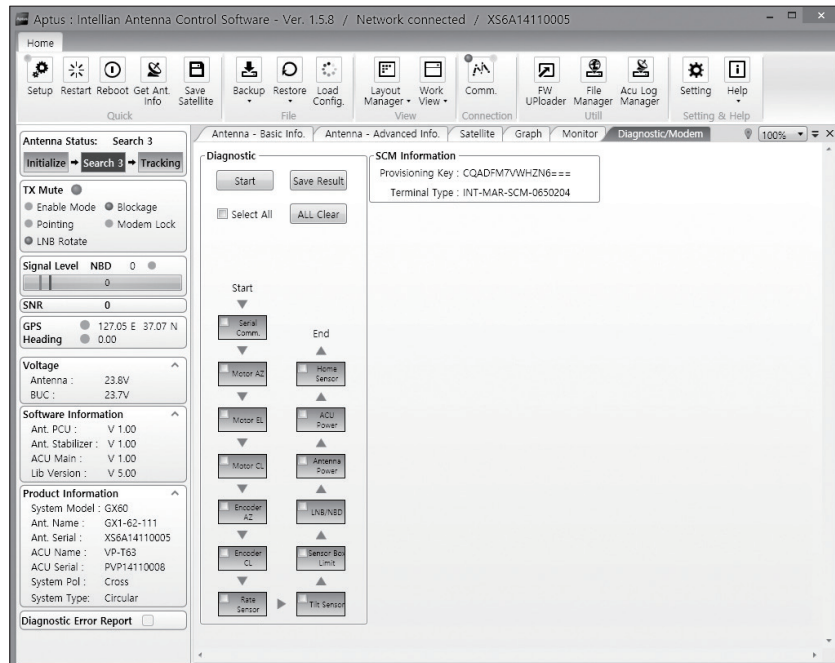 Aptus : Intellian Antenna Control Software - Ver. 1.5.8 / Network connected / XS6A14110005
Home
Setup Restart Reboot Get Ant. Info Save Satellite
Quick
Backup Restore Load Config.
File
Layout Manager Work View
View
Comm.
Connection
FW UPloader File Manager Acu Log Manager
Utill
Setting Help
Setting & Help
Antenna Status: Search 3
Initialize Search 3 Tracking
TX Mute
Enable Mode Blockage
Pointing Modem Lock
LNB Rotate
Signal Level NBD 0
0
SNR 0
GPS 127.05 E 37.07 N
Heading 0.00
Voltage
Antenna : 23.8V
BUC : 23.7V
Software Information
Ant. PCU : V 1.00
Ant. Stabilizer : V 1.00
ACU Main : V 1.00
Lib Version : V 5.00
Product Information
System Model : GX60
Ant. Name : GX1-62-111
Ant. Serial : XS6A14110005
ACU Name : VP-T63
ACU Serial : PVP14110008
System Pol : Cross
System Type: Circular
Diagnostic Error Report
Antenna - Basic Info. Antenna - Advanced Info. Satellite Graph Monitor Diagnostic/Modem 100%
Diagnostic
Start Save Result
Select All ALL Clear
Start
Serial Comm.
Motor AZ
Motor EL
Motor CL
Encoder AZ
Encoder CL
Rate Sensor
Tilt Sensor
Sensor Box Limit
LNB/NBD
Antenna Power
ACU Power
Home Sensor
End
SCM Information
Provisioning Key : CQADFM7VWHZN6===
Terminal Type : INT-MAR-SCM-0650204